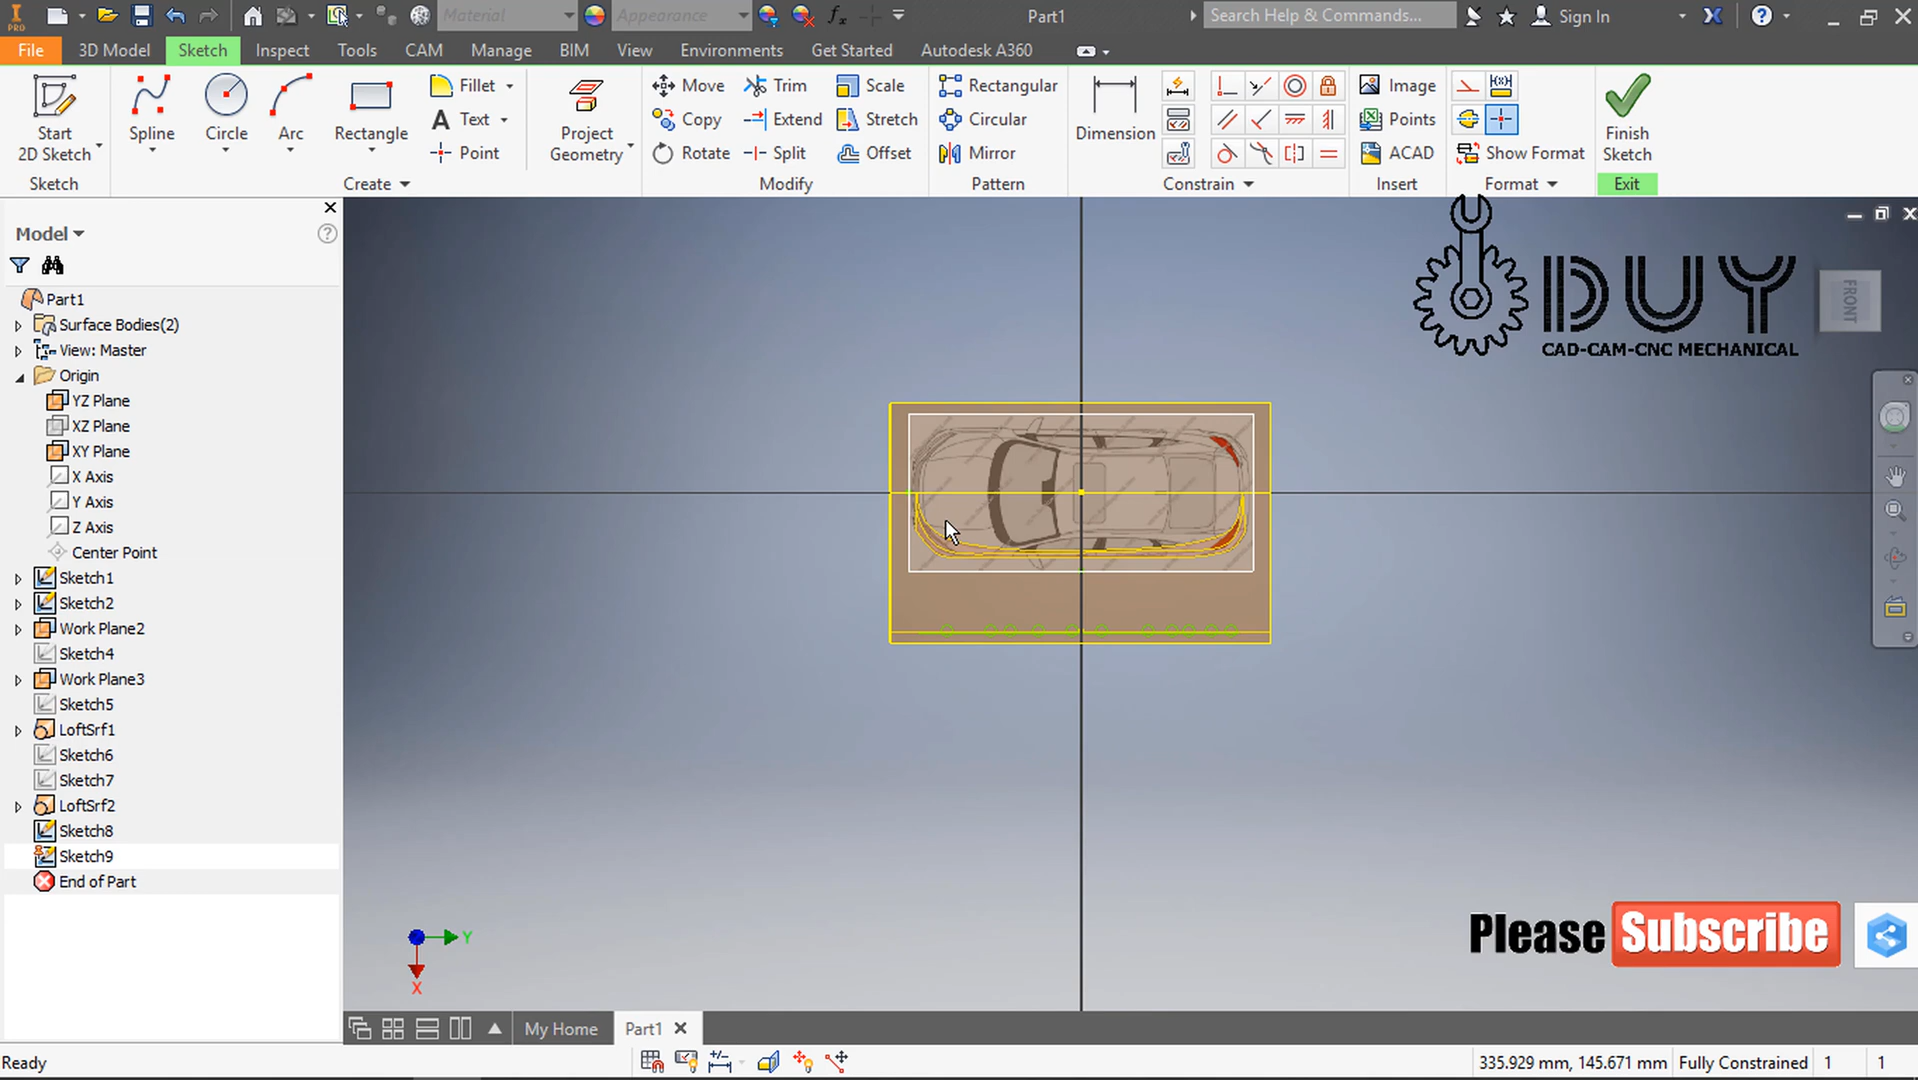 PRO
Material
Appearance
fx
Part1
Search Help & Commands...
Sign In
File
3D Model
Sketch
Inspect
Tools
CAM
Manage
BIM
View
Environments
Get Started
Autodesk A360
Start
2D Sketch
Sketch
Spline
Circle
Arc
Rectangle
Fillet
Text
Point
Create
Project
Geometry
Move
Copy
Rotate
Trim
Extend
Split
Scale
Stretch
Offset
Modify
Rectangular
Circular
Mirror
Pattern
Dimension
Constrain
Image
Points
ACAD
Insert
Show Format
Format
Finish
Sketch
Exit
Model
Part1
Surface Bodies(2)
View: Master
Origin
YZ Plane
XZ Plane
XY Plane
X Axis
Y Axis
Z Axis
Center Point
Sketch1
Sketch2
Work Plane2
Sketch4
Work Plane3
Sketch5
LoftSrf1
Sketch6
Sketch7
LoftSrf2
Sketch8
Sketch9
End of Part
DUY
CAD-CAM-CNC MECHANICAL
FRONT
Y
X
Please Subscribe
My Home
Part1
Ready
335.929 mm, 145.671 mm
Fully Constrained
1
1